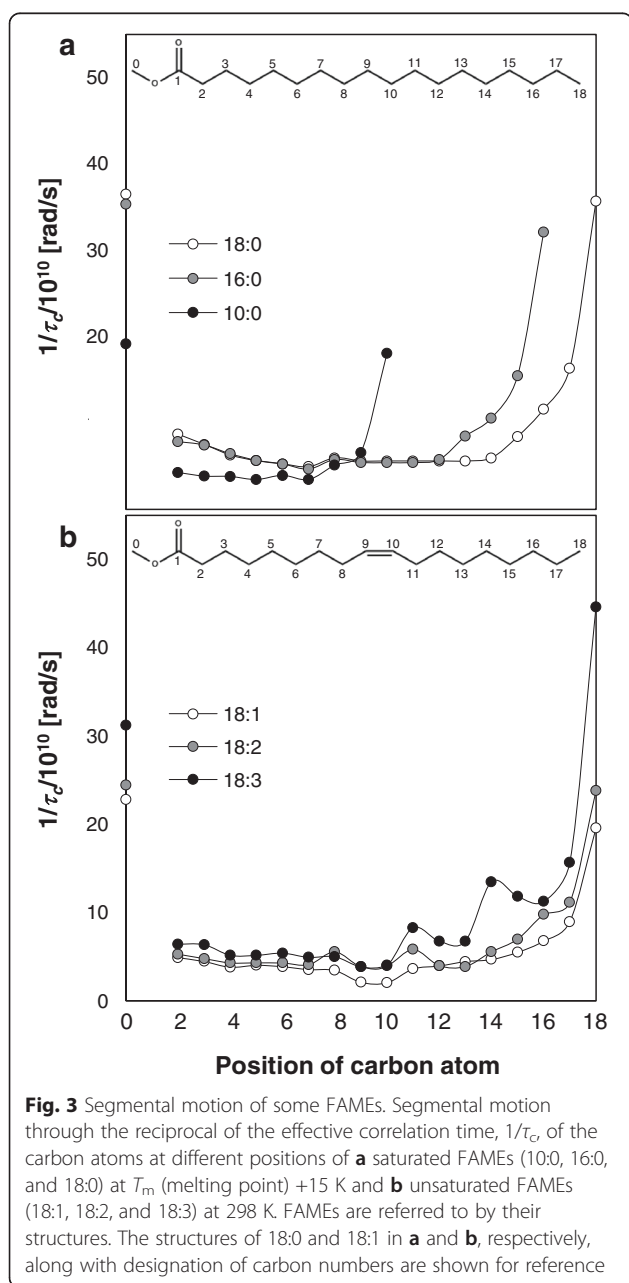 a
0 3 5 7 9 11 13 15 17
O
O
1 2 4 6 8 10 12 14 16 18
50
40
30
20
1/τc/10¹⁰ [rad/s]
18:0
16:0
10:0
b
0 3 5 7 9 10 12 14 16 18
O
O
1 2 4 6 8 11 13 15 17
50
40
30
20
10
0
1/τc/10¹⁰ [rad/s]
18:1
18:2
18:3
0 2 4 6 8 10 12 14 16 18
Position of carbon atom
Fig. 3 Segmental motion of some FAMEs. Segmental motion
through the reciprocal of the effective correlation time, 1/τc, of the
carbon atoms at different positions of a saturated FAMEs (10:0, 16:0,
and 18:0) at Tm (melting point) +15 K and b unsaturated FAMEs
(18:1, 18:2, and 18:3) at 298 K. FAMEs are referred to by their
structures. The structures of 18:0 and 18:1 in a and b, respectively,
along with designation of carbon numbers are shown for reference